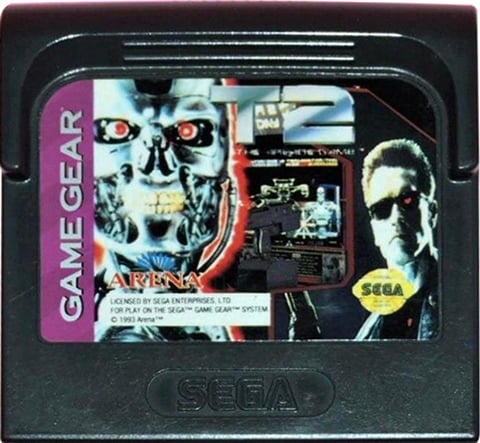 GAME GEAR
T2
THE ARCADE GAME™
ARENA
LICENSED BY SEGA ENTERPRISES, LTD.
FOR PLAY ON THE SEGA™ GAME GEAR™ SYSTEM.
© 1993 Arena™
SEGA
SEGA